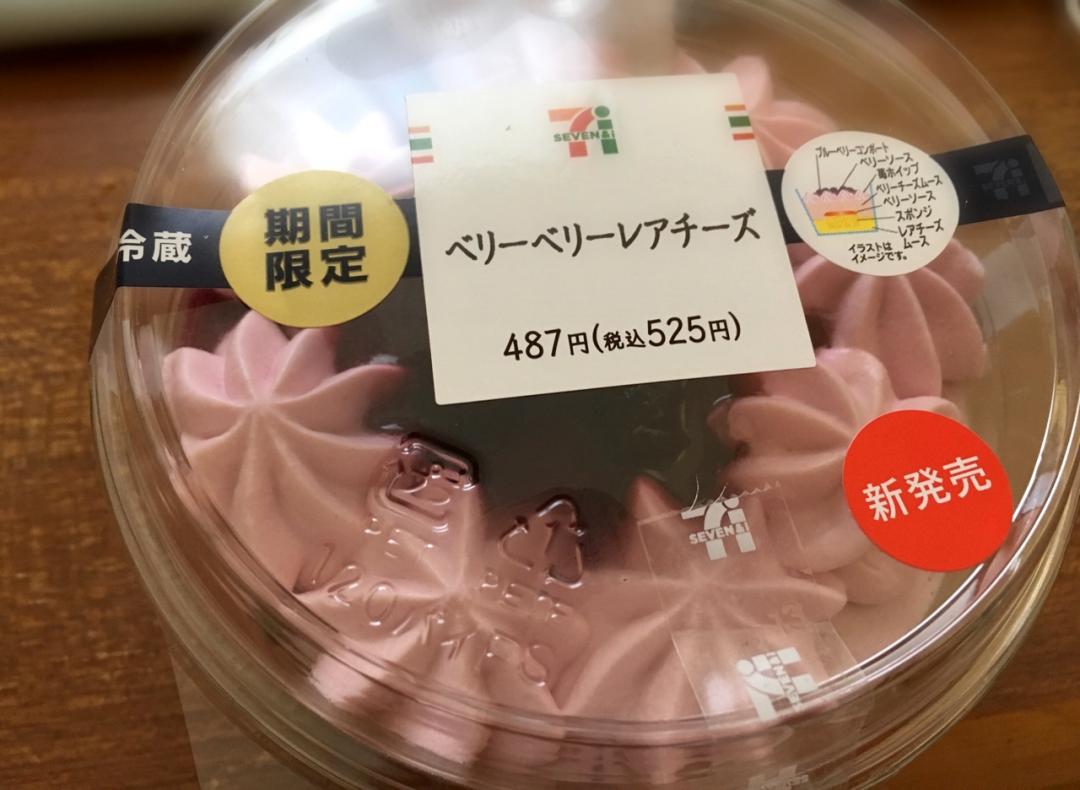 SEVEN&i
ベリーベリーレアチーズ
487円(税込525円)
冷蔵
期間
限定
ブルーベリーコンポート
ベリーソース
苺ホイップ
ベリーチーズムース
ベリーソース
スポンジ
レアチーズ
ムース
イラストは
イメージです。
新発売
SEVEN&i